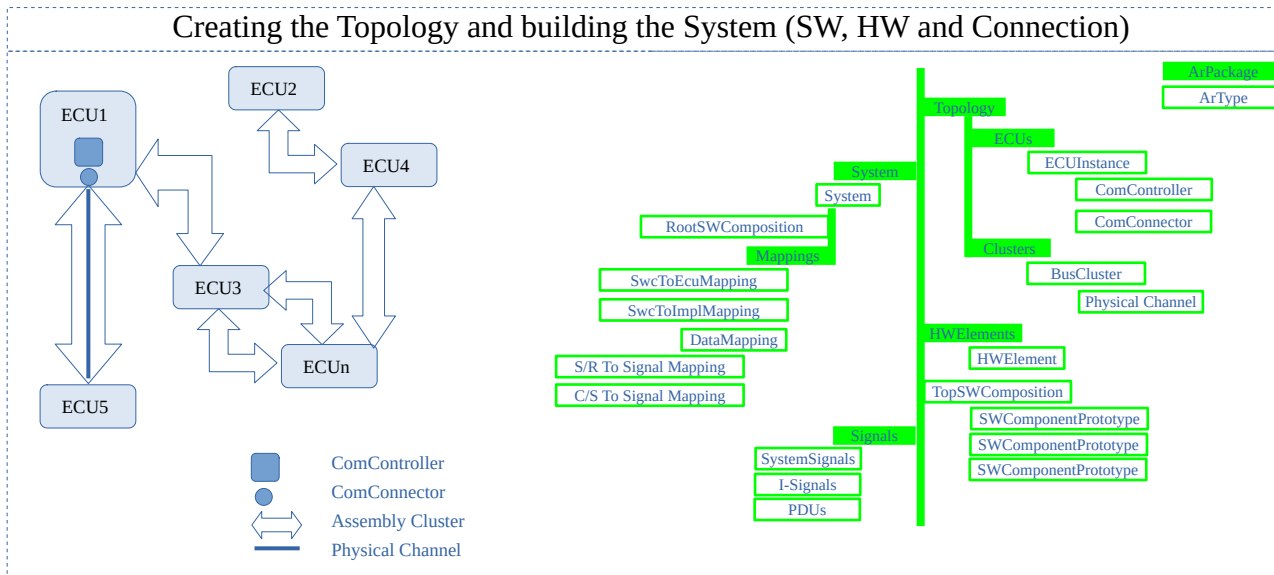 Creating the Topology and building the System (SW, HW and Connection)
ECU1
ECU2
ECU4
ECU3
ECUn
ECU5
ComController
ComConnector
Assembly Cluster
Physical Channel
ArPackage
ArType
Topology
ECUs
ECUInstance
ComController
ComConnector
Clusters
BusCluster
Physical Channel
System
System
RootSWComposition
Mappings
SwcToEcuMapping
SwcToImplMapping
DataMapping
S/R To Signal Mapping
C/S To Signal Mapping
HWElements
HWElement
TopSWComposition
SWComponentPrototype
SWComponentPrototype
SWComponentPrototype
Signals
SystemSignals
I-Signals
PDUs